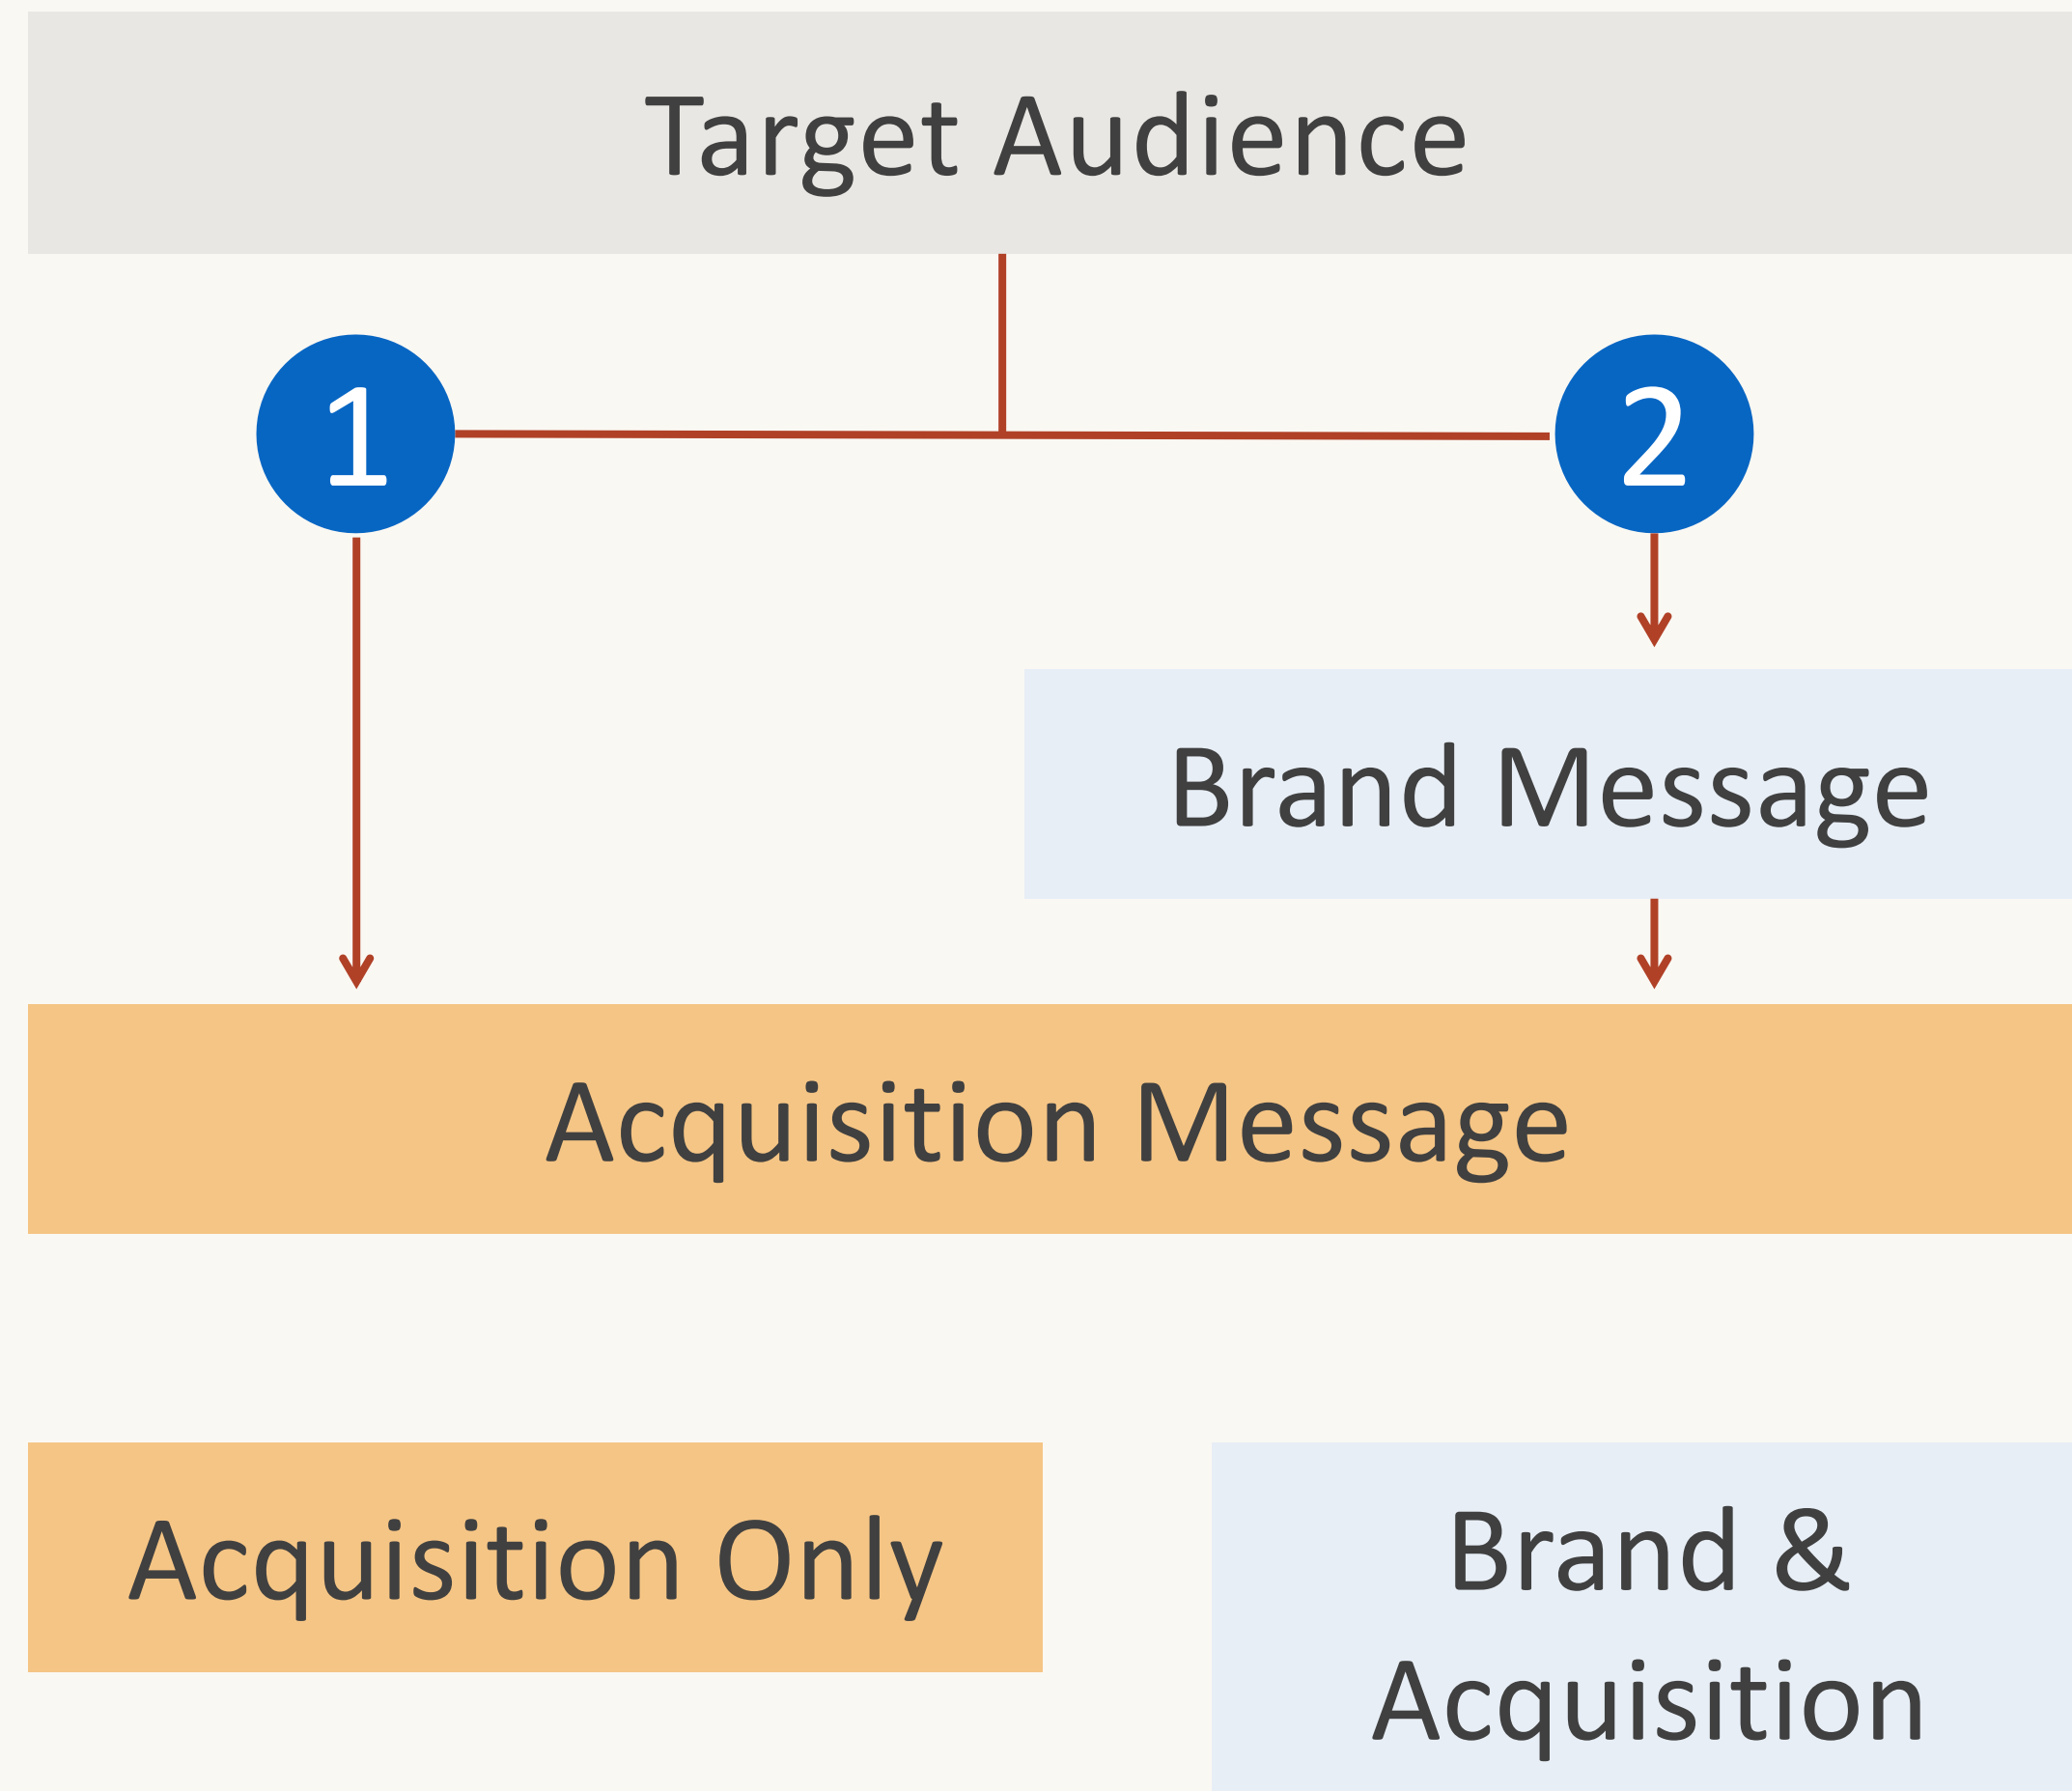 Target Audience
1
2
Brand Message
Acquisition Message
Acquisition Only
Brand &
Acquisition